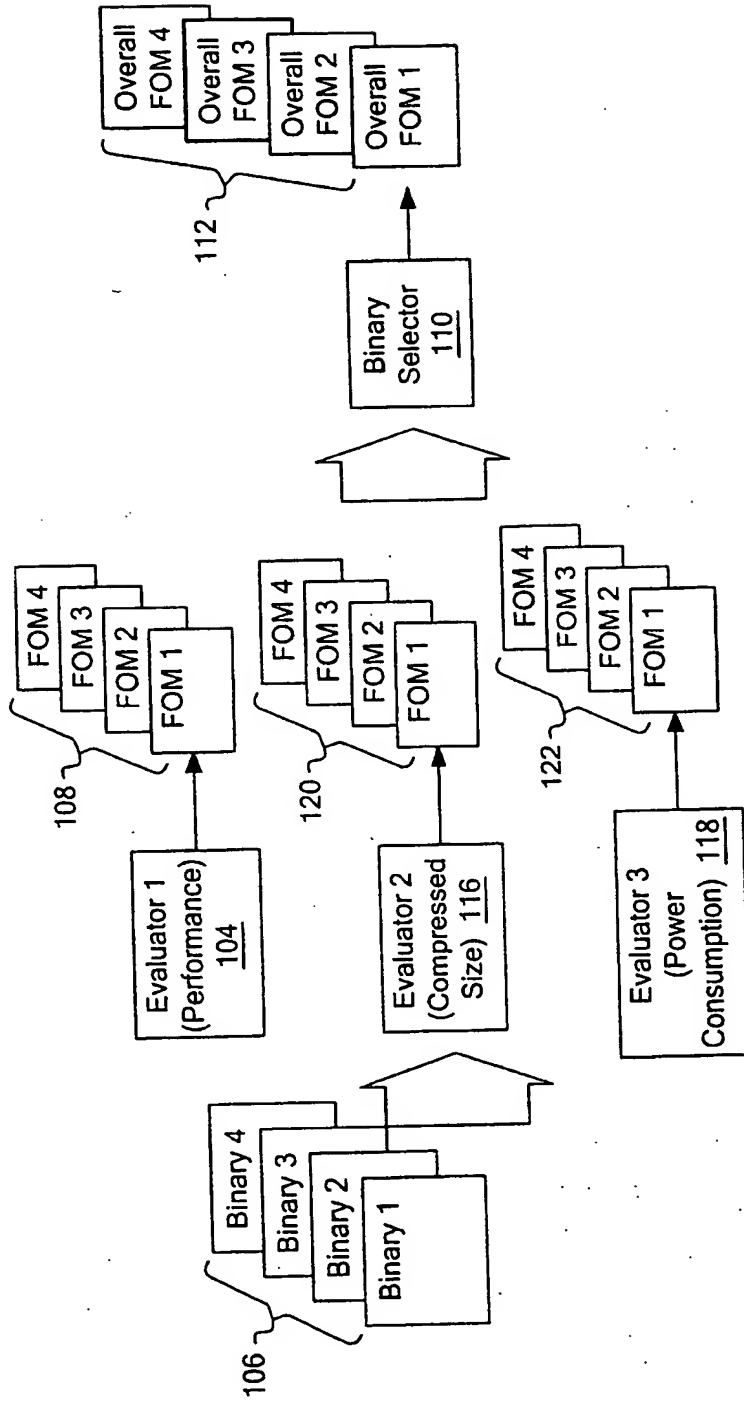 106
Binary 4
Binary 3
Binary 2
Binary 1
Evaluator 1
(Performance)
104
108
FOM 4
FOM 3
FOM 2
FOM 1
Evaluator 2
(Compressed
Size) 116
120
FOM 4
FOM 3
FOM 2
FOM 1
Evaluator 3
(Power
Consumption) 118
122
FOM 4
FOM 3
FOM 2
FOM 1
Binary
Selector
110
112
Overall
FOM 4
Overall
FOM 3
Overall
FOM 2
Overall
FOM 1